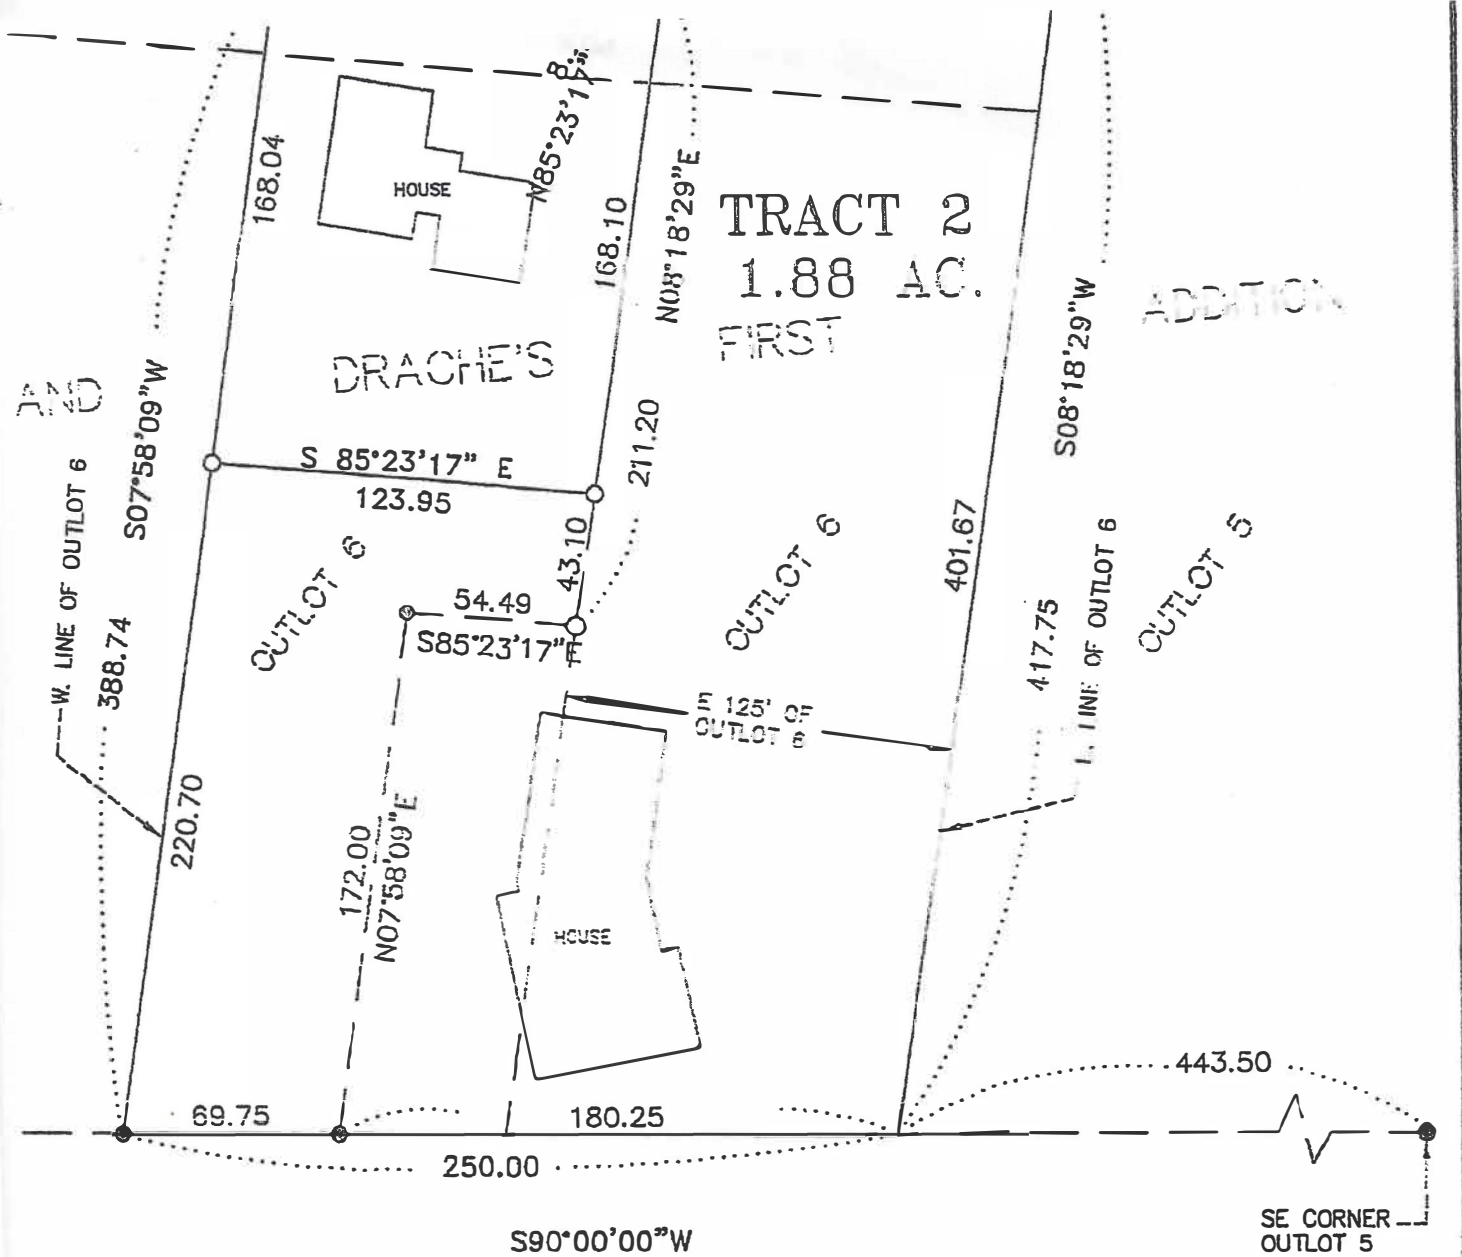 168.04
HOUSE
N85°23'17"
168.10
N08°18'29"E
TRACT 2
1.88 AC.
FIRST
S08°18'29"W
ADDITION
AND
S07°58'09"W
DRACHE'S
211.20
S 85°23'17" E
123.95
43.10
W. LINE OF OUTLOT 6
388.74
OUTLOT 6
54.49
S85°23'17"E
OUTLOT 6
401.67
417.75
LINE OF OUTLOT 6
OUTLOT 5
E 125' OF
OUTLOT 6
220.70
172.00
N07°58'09"E
HOUSE
69.75
180.25
443.50
250.00
S90°00'00"W
SE CORNER
OUTLOT 5